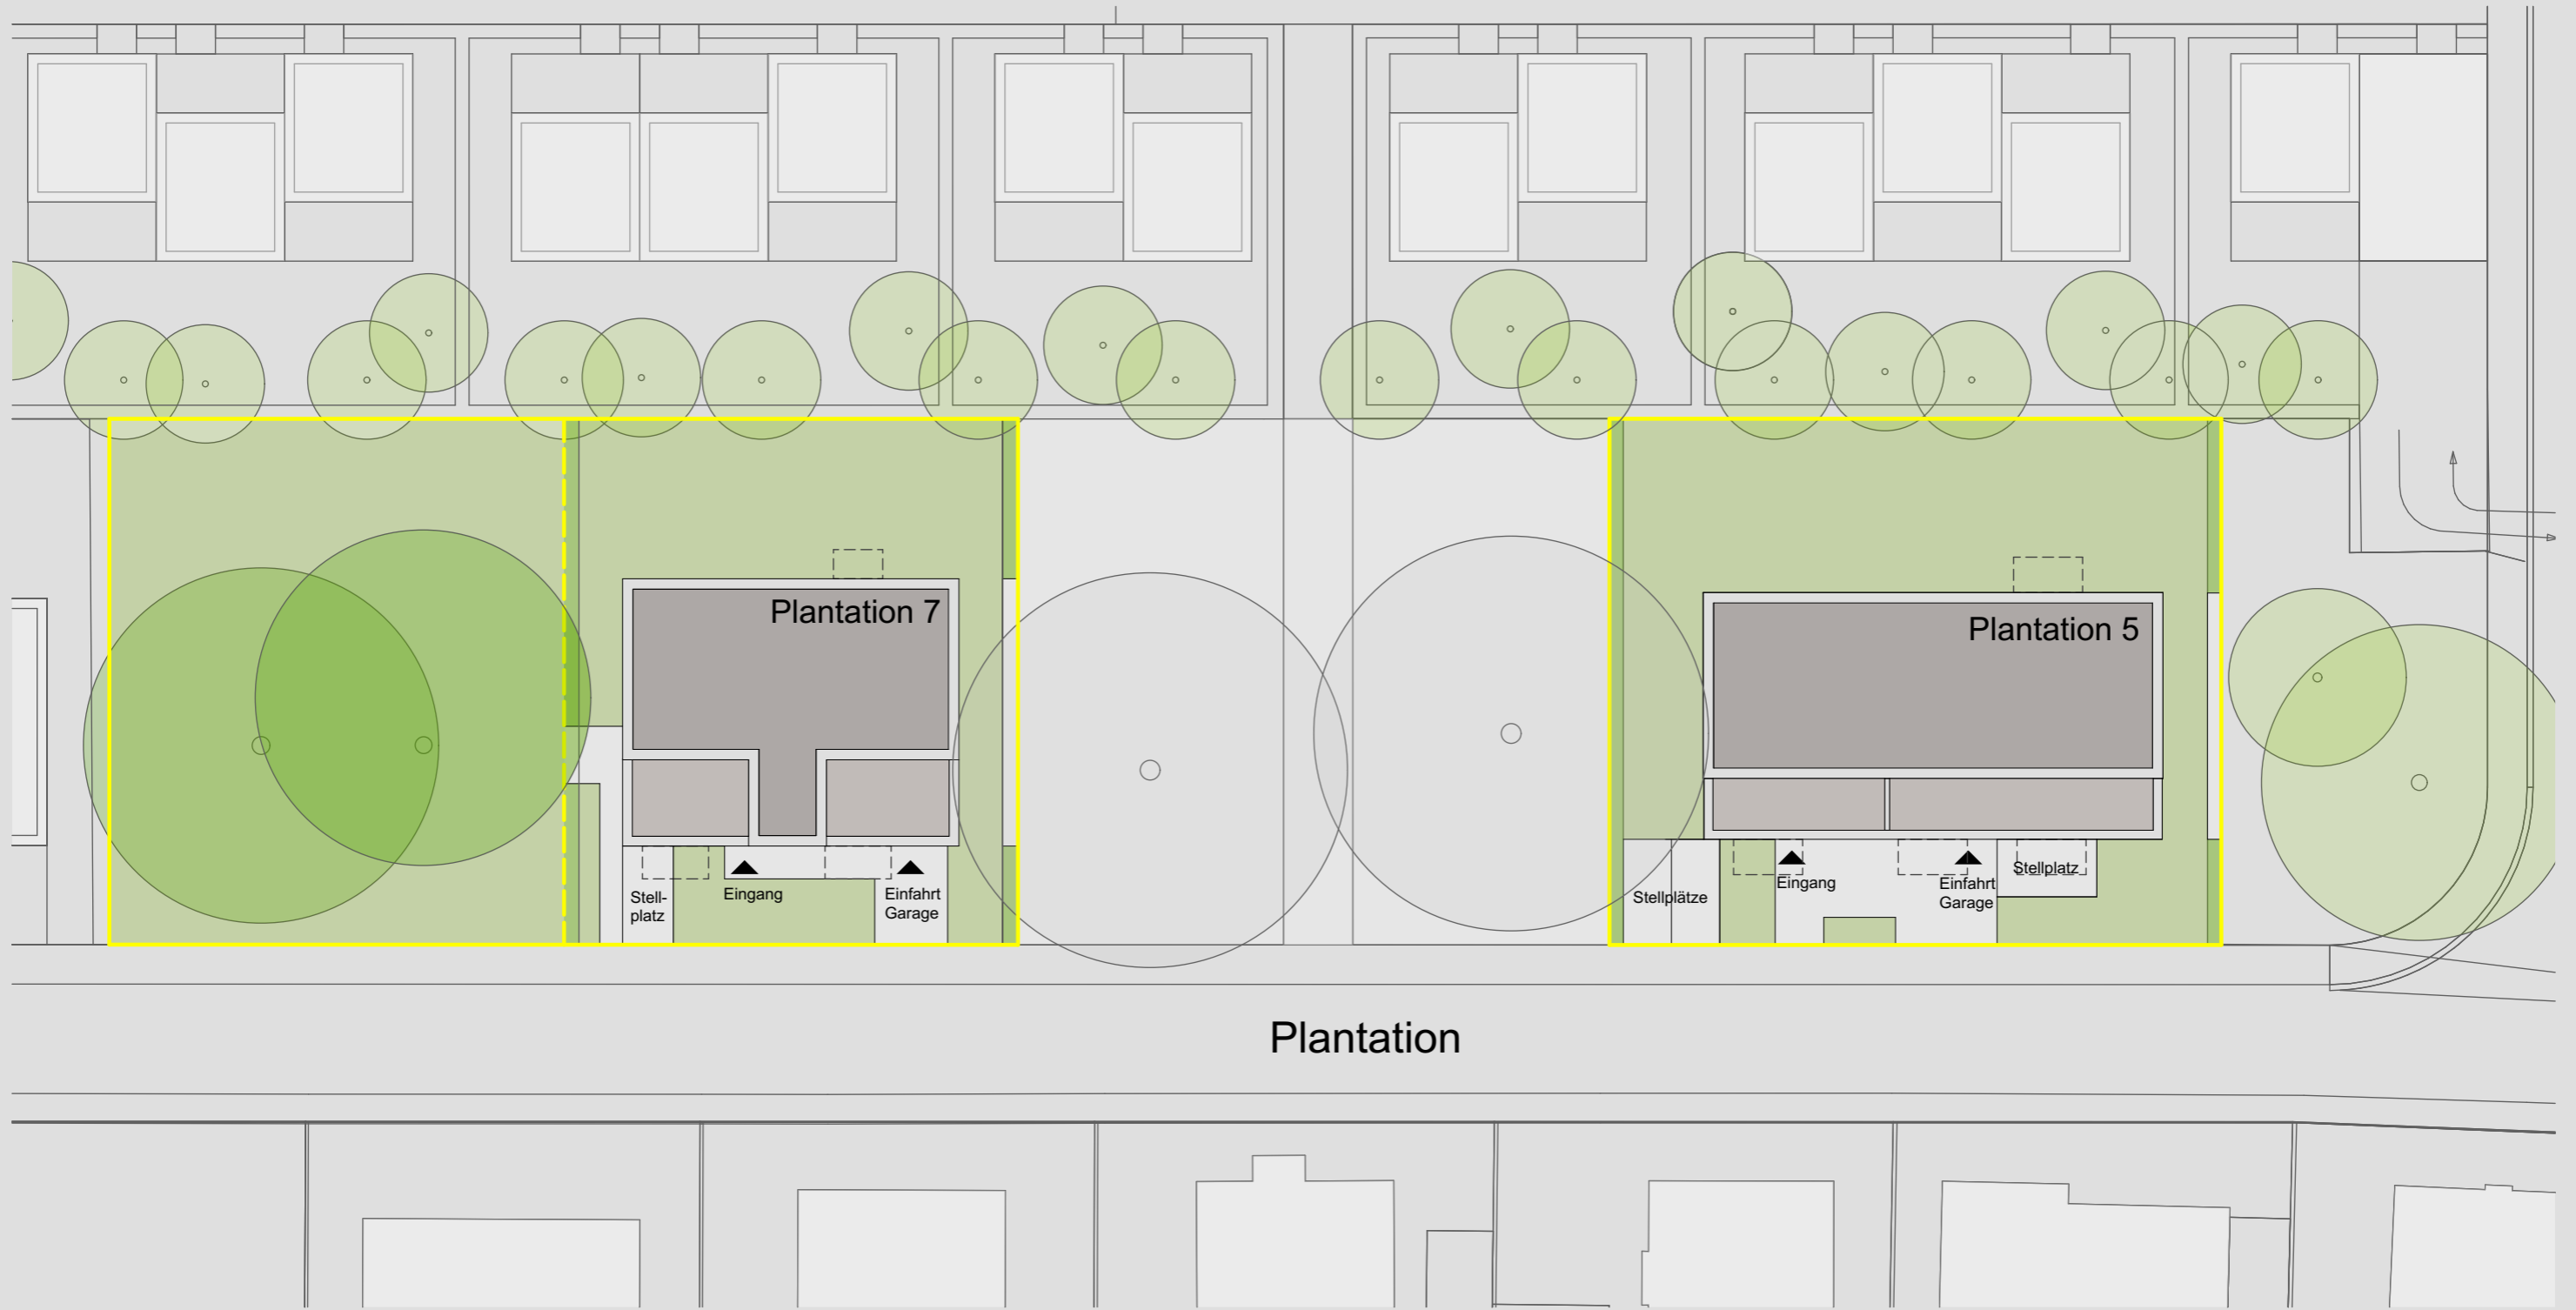 Plantation 7
Plantation 5
Stell-
platz
Eingang
Einfahrt
Garage
Stellplätze
Eingang
Einfahrt
Garage
Stellplatz
Plantation